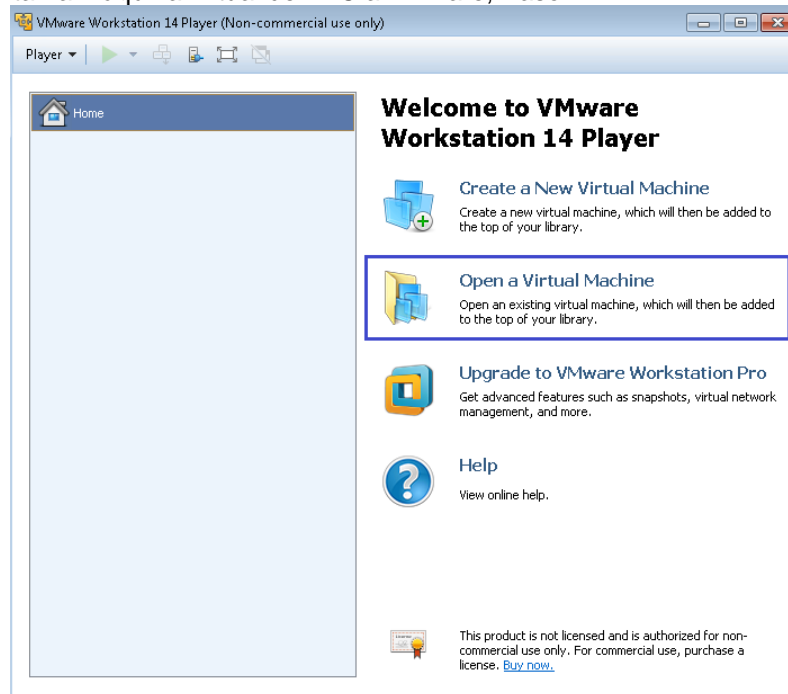 VMware Workstation 14 Player (Non-commercial use only)
Player
Home
Welcome to VMware
Workstation 14 Player
Create a New Virtual Machine
Create a new virtual machine, which will then be added to
the top of your library.
Open a Virtual Machine
Open an existing virtual machine, which will then be added
to the top of your library.
Upgrade to VMware Workstation Pro
Get advanced features such as snapshots, virtual network
management, and more.
Help
View online help.
This product is not licensed and is authorized for non-
commercial use only. For commercial use, purchase a
license. Buy now.